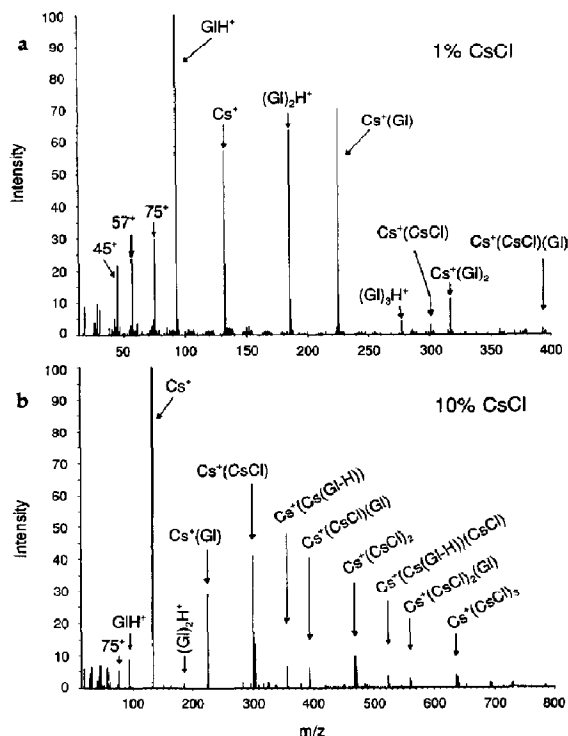 a
GlH⁺
1% CsCl
Cs⁺
(Gl)₂H⁺
Cs⁺(Gl)
75⁺
57⁺
45⁺
Cs⁺(CsCl)
Cs⁺(CsCl)(Gl)
Cs⁺(Gl)₂
(Gl)₃H⁺
Intensity
100
90
80
70
60
50
40
30
20
10
0
50 100 150 200 250 300 350 400
b
Cs⁺
10% CsCl
Cs⁺(CsCl)
Cs⁺(Gl)
Cs⁺(Cs(Gl-H))
Cs⁺(CsCl)(Gl)
Cs⁺(CsCl)₂
Cs⁺(Cs(Gl-H))(CsCl)
Cs⁺(CsCl)₂(Gl)
Cs⁺(CsCl)₃
75⁺
GlH⁺
(Gl)₂H⁺
Intensity
100
90
80
70
60
50
40
30
20
10
0
100 200 300 400 500 600 700 800
m/z